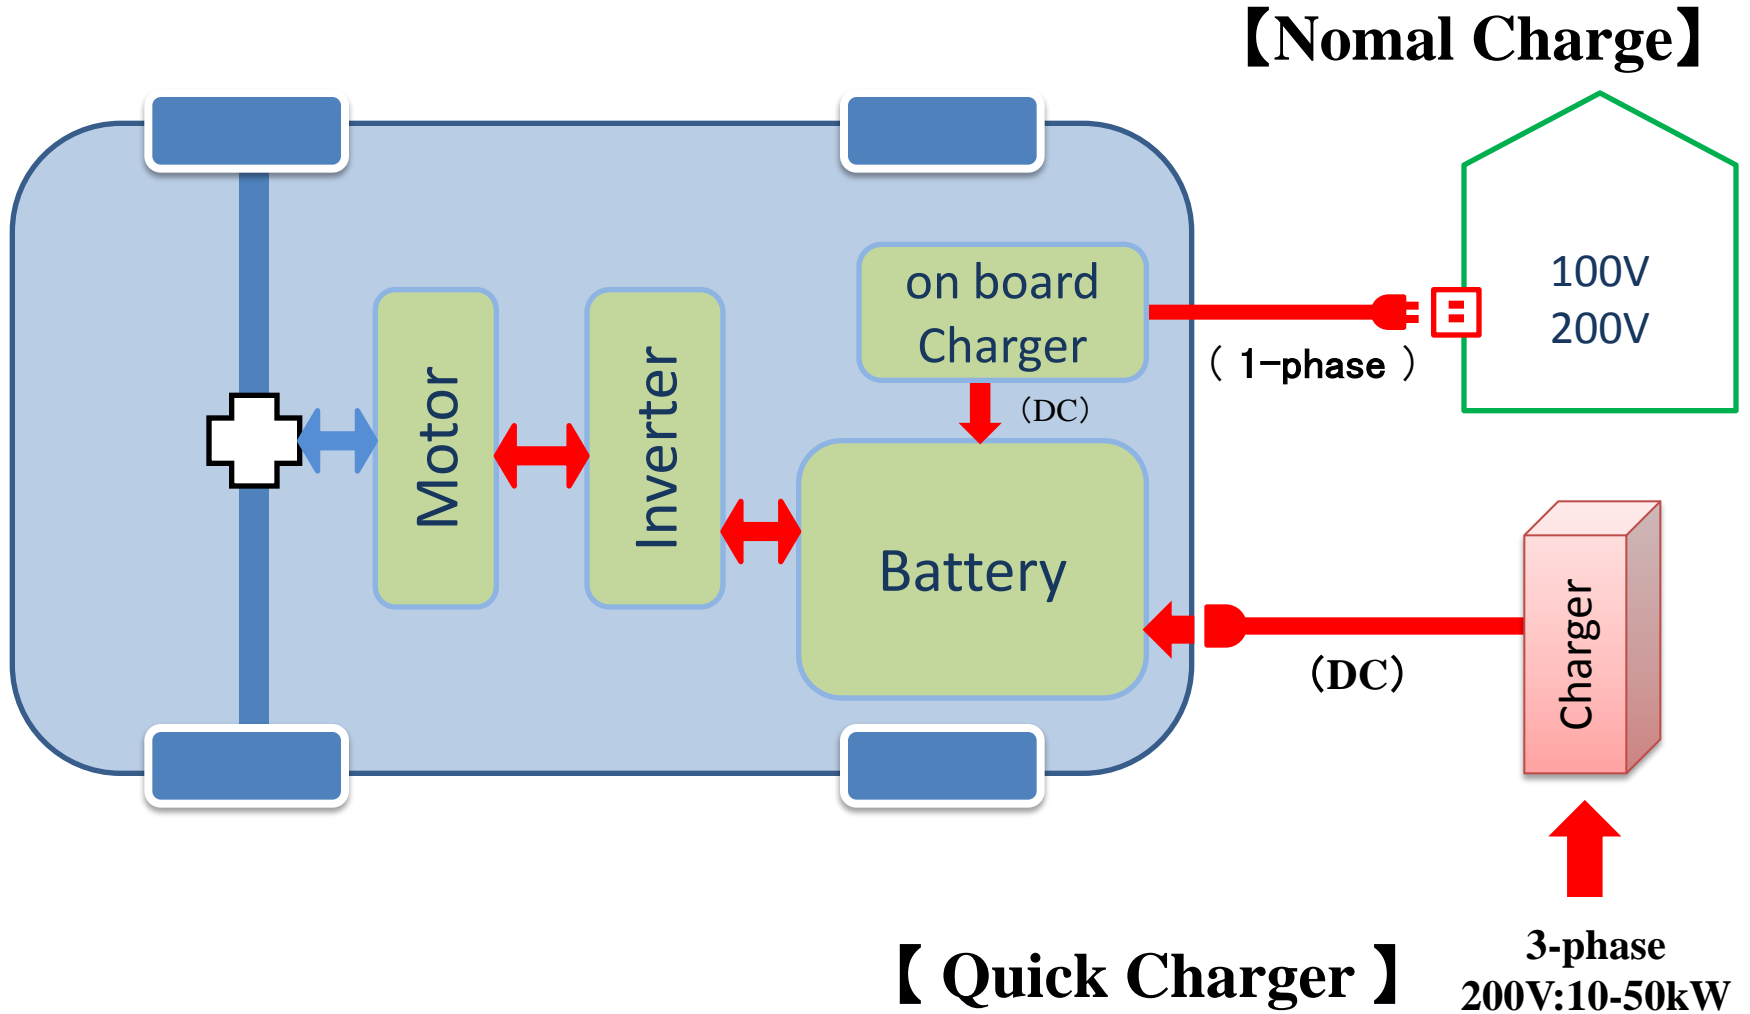 【Nomal Charge】
100V
200V
on board
Charger
（ 1-phase ）
（DC）
Motor
Inverter
Battery
（DC）
Charger
【 Quick Charger 】
3-phase
200V:10-50kW